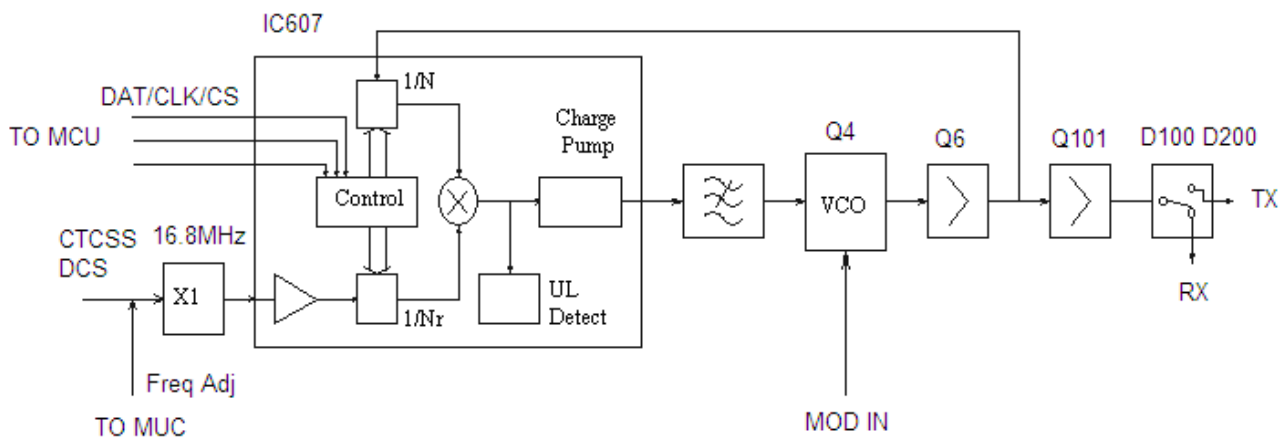 IC607
1/N
DAT/CLK/CS
TO MCU
Charge
Pump
Q4
Q6
Q101
D100 D200
Control
VCO
TX
CTCSS
DCS
16.8MHz
X1
UL
Detect
1/Nr
RX
Freq Adj
TO MUC
MOD IN